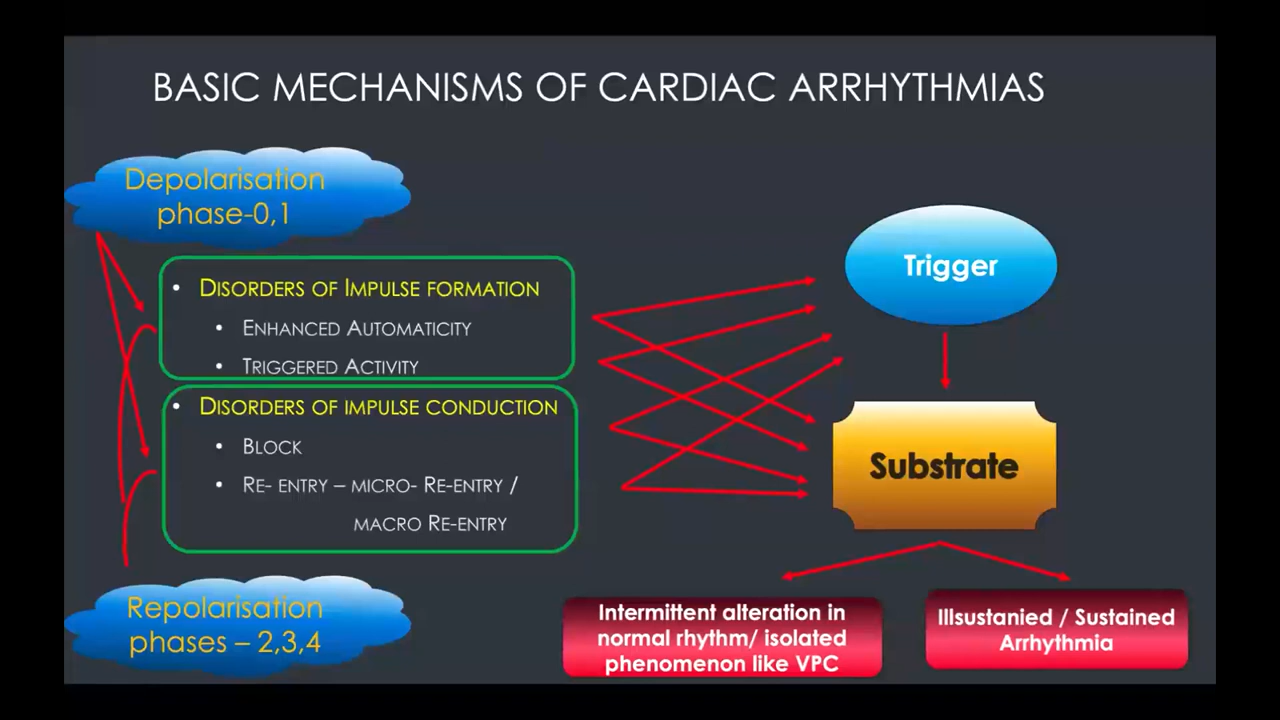 BASIC MECHANISMS OF CARDIAC ARRHYTHMIAS
Depolarisation
phase-0,1
• DISORDERS OF IMPULSE FORMATION
• ENHANCED AUTOMATICITY
• TRIGGERED ACTIVITY
• DISORDERS OF IMPULSE CONDUCTION
• BLOCK
• RE- ENTRY – MICRO- RE-ENTRY /
MACRO RE-ENTRY
Repolarisation
phases – 2,3,4
Trigger
Substrate
Intermittent alteration in
normal rhythm/ isolated
phenomenon like VPC
Illsustanied / Sustained
Arrhythmia